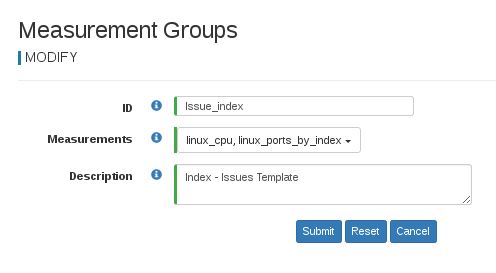 Measurement Groups
MODIFY
ID Issue_index
Measurements linux_cpu, linux_ports_by_index
Description Index - Issues Template
Submit Reset Cancel